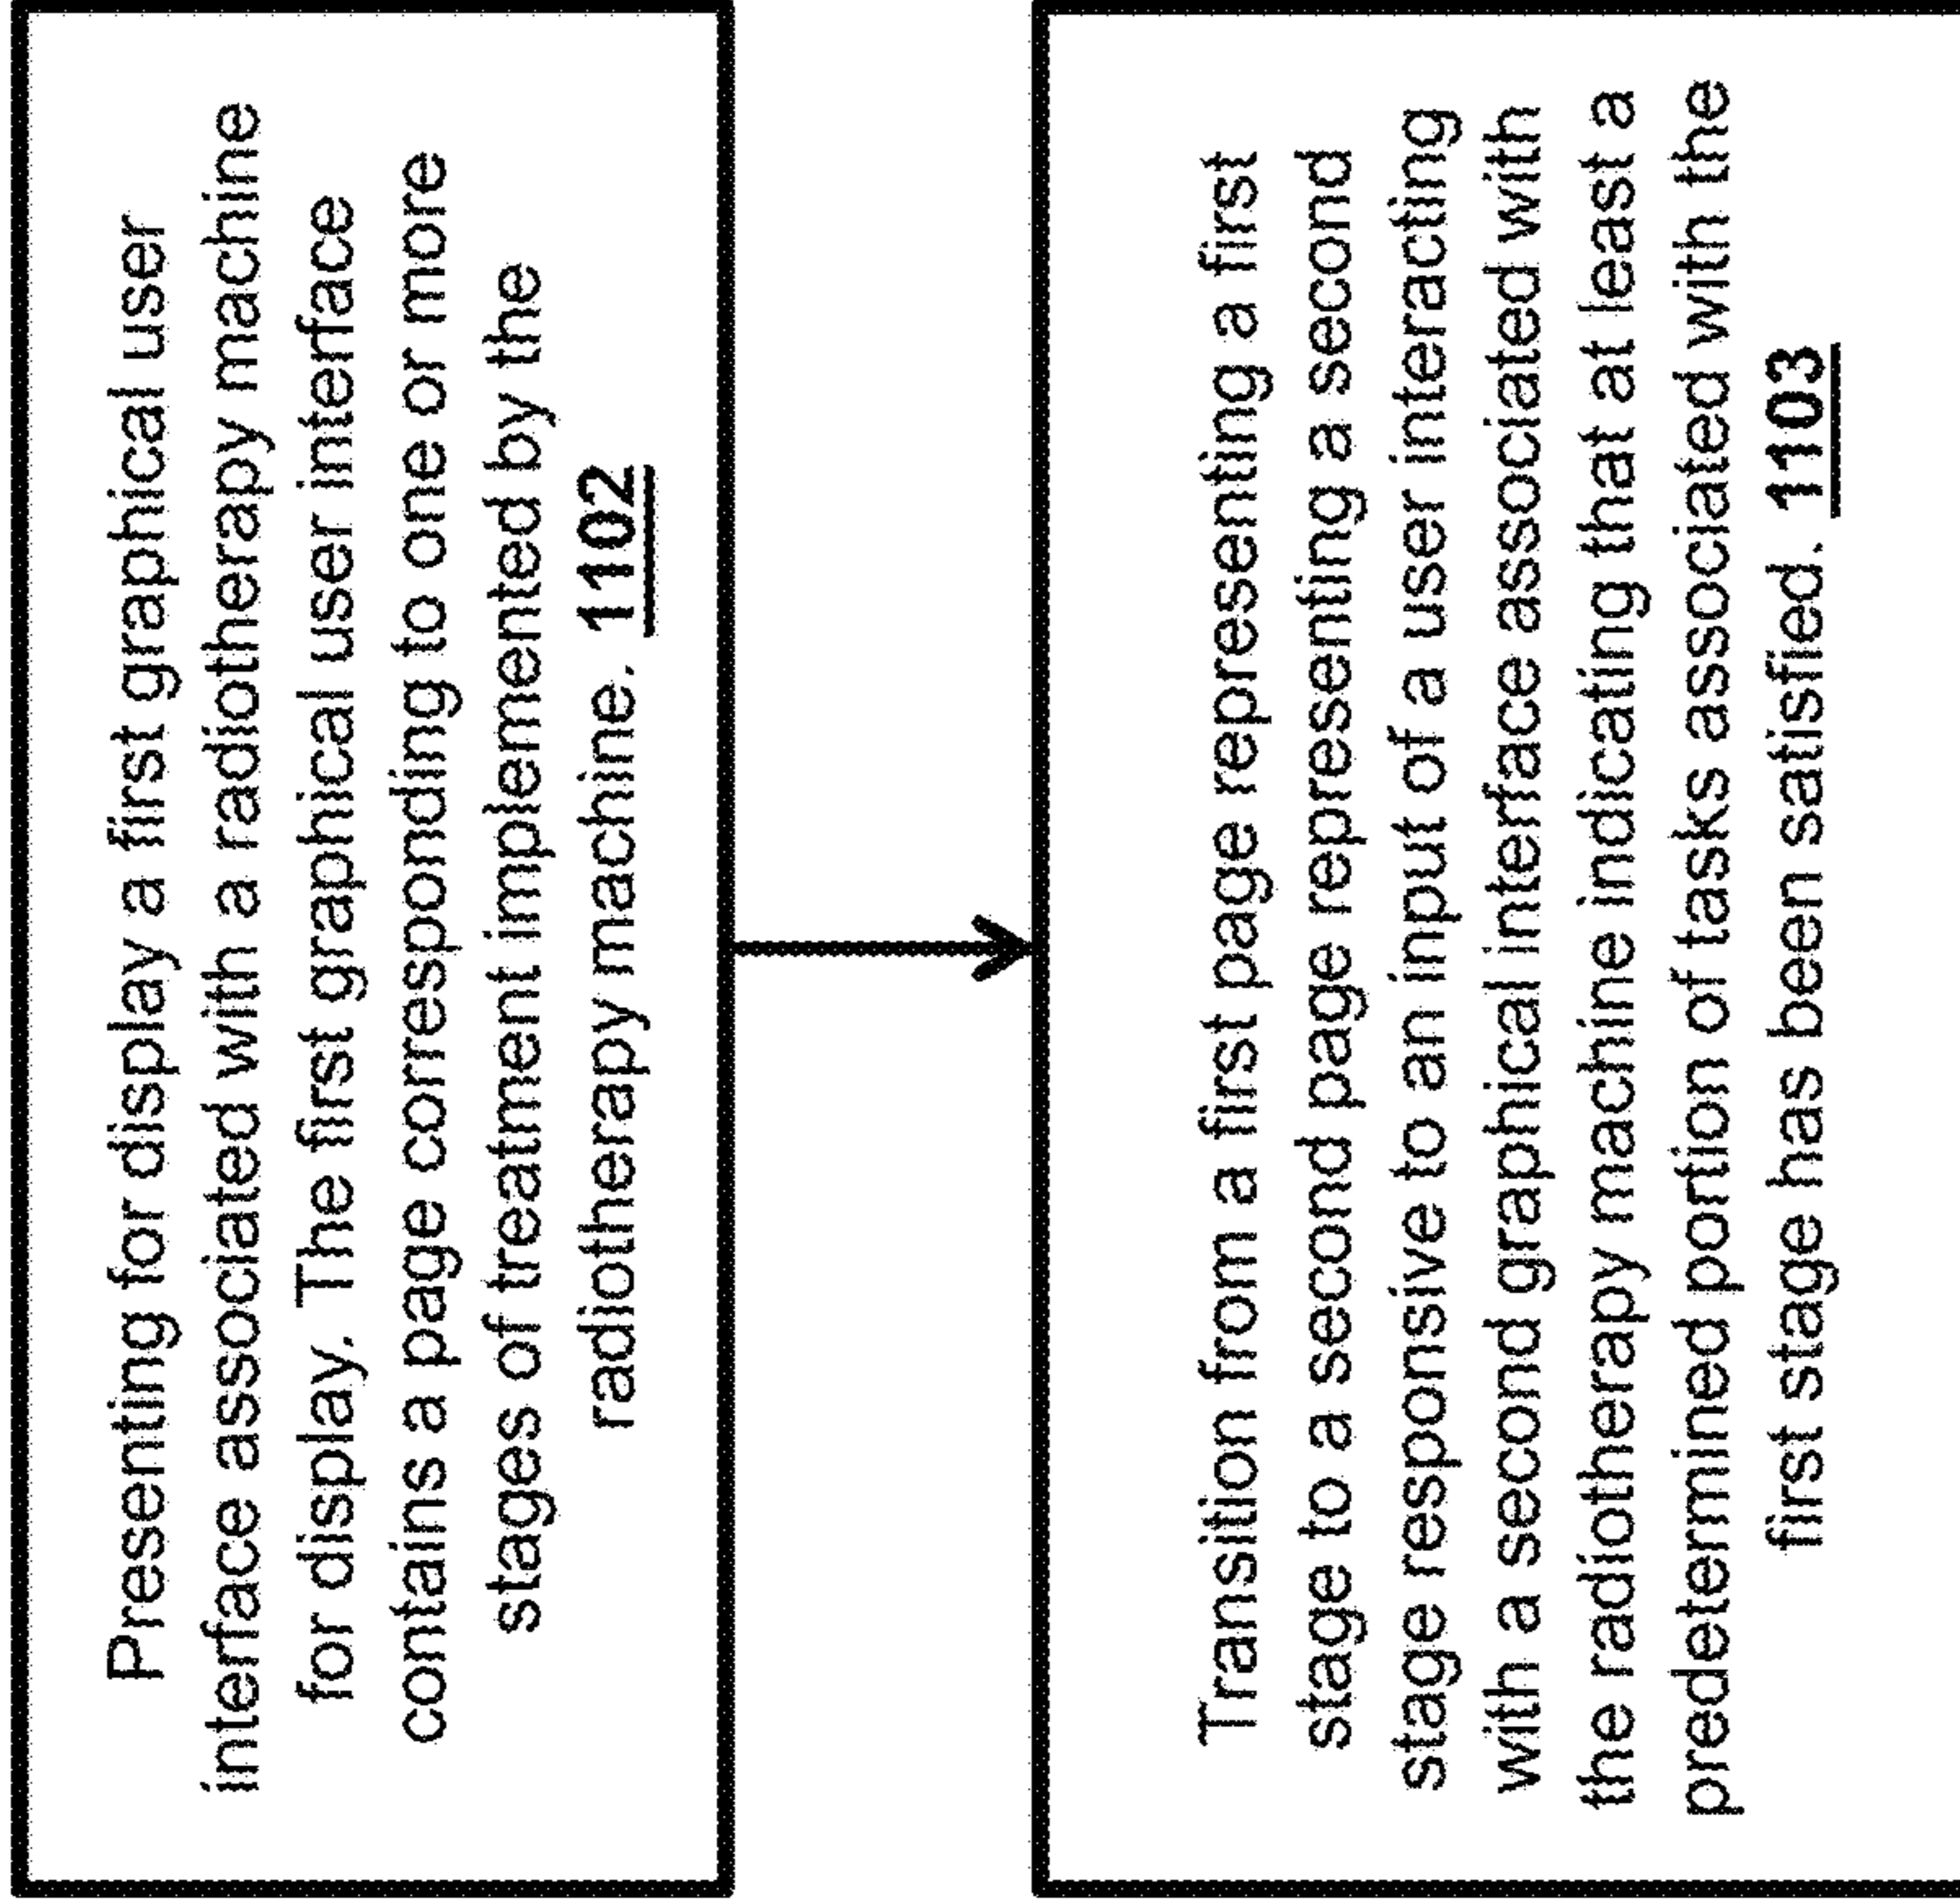 Presenting for display a first graphical user
interface associated with a radiotherapy machine
for display. The first graphical user interface
contains a page corresponding to one or more
stages of treatment implemented by the
radiotherapy machine. 1102
Transition from a first page representing a first
stage to a second page representing a second
stage responsive to an input of a user interacting
with a second graphical interface associated with
the radiotherapy machine indicating that at least a
predetermined portion of tasks associated with the
first stage has been satisfied. 1103